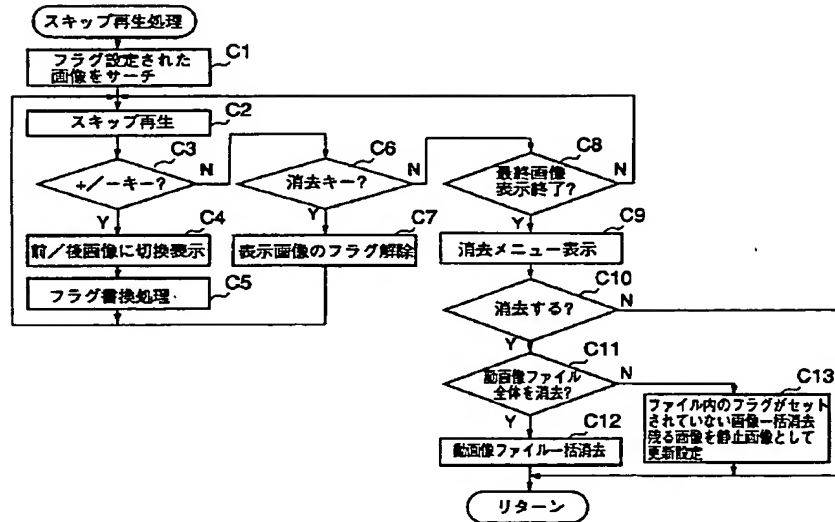 スキップ再生処理
C1
フラグ設定された
画像をサーチ
C2
スキップ再生
C3
+/-キー?
N
Y
C4
前/後画像に切換表示
C5
フラグ書換処理
C6
消去キー?
N
Y
C7
表示画像のフラグ解除
C8
最終画像
表示終了?
N
Y
C9
消去メニュー表示
C10
消去する?
N
Y
C11
動画像ファイル
全体を消去?
N
Y
C12
動画像ファイル一括消去
C13
ファイル内のフラグがセット
されていない画像一括消去
残る画像を静止画像として
更新設定
リターン